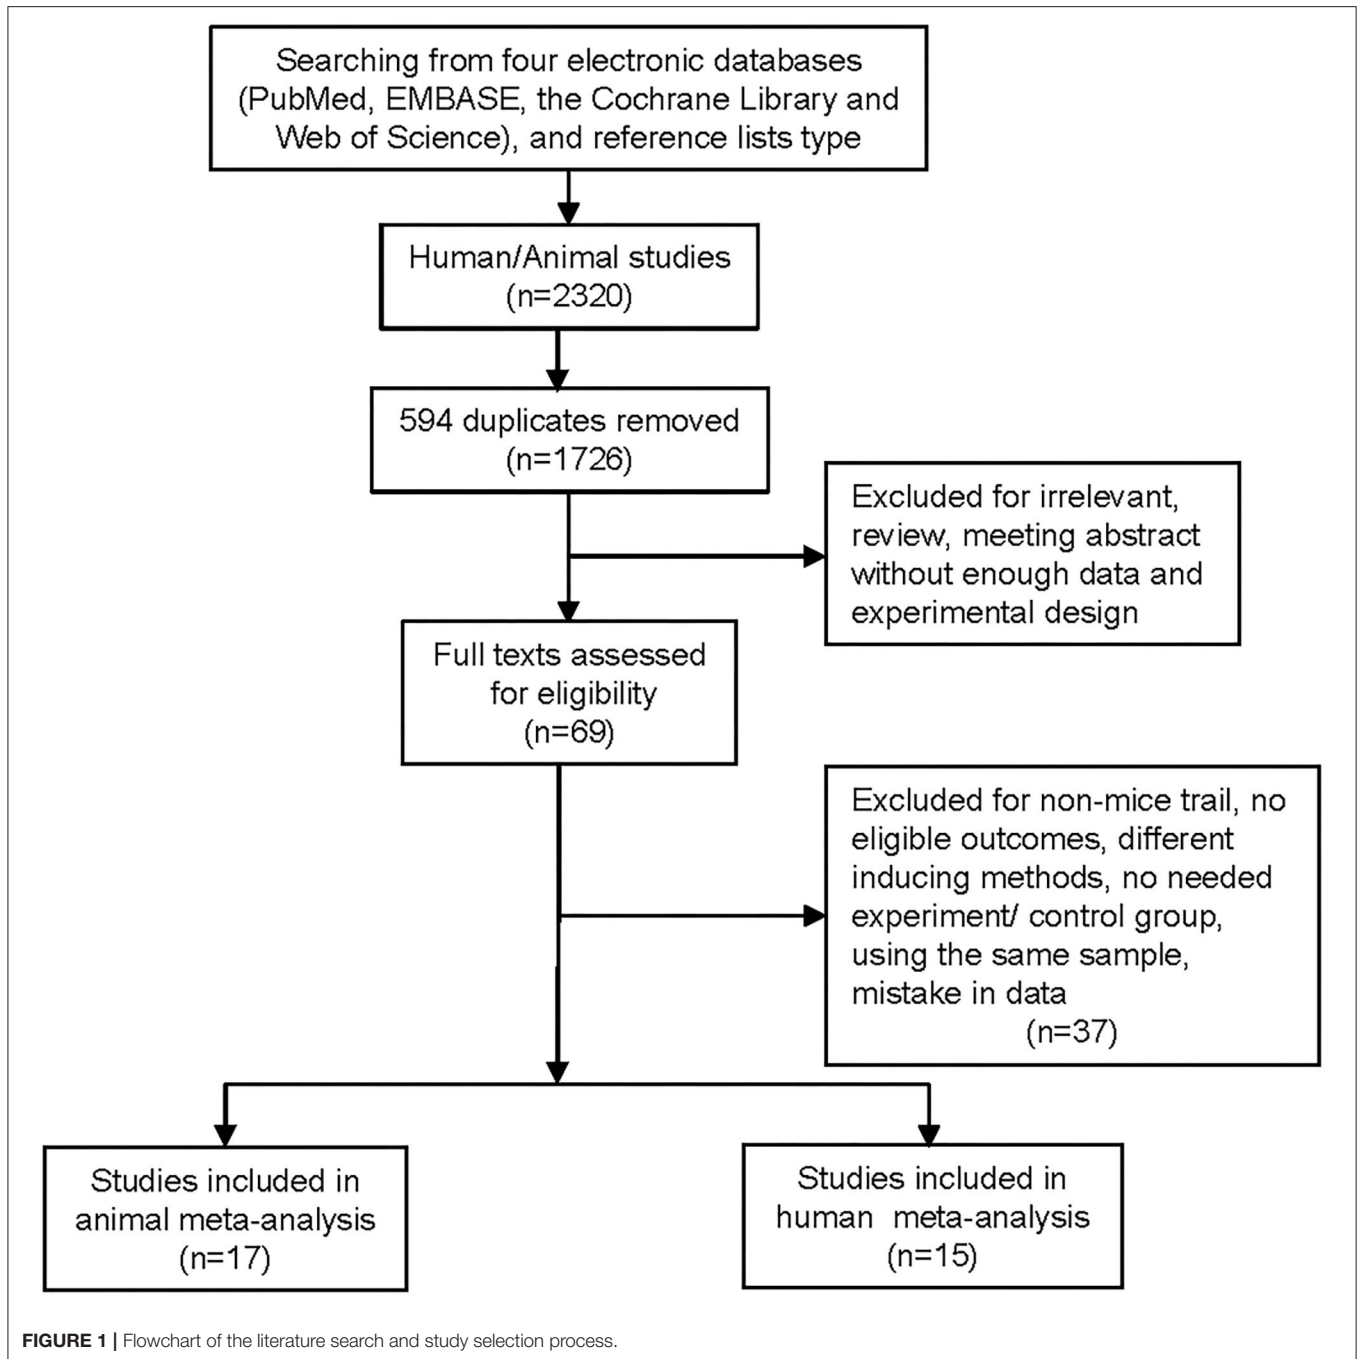 Searching from four electronic databases
(PubMed, EMBASE, the Cochrane Library and
Web of Science), and reference lists type
Human/Animal studies
(n=2320)
594 duplicates removed
(n=1726)
Excluded for irrelevant,
review, meeting abstract
without enough data and
experimental design
Full texts assessed
for eligibility
(n=69)
Excluded for non-mice trail, no
eligible outcomes, different
inducing methods, no needed
experiment/ control group,
using the same sample,
mistake in data
(n=37)
Studies included in
animal meta-analysis
(n=17)
Studies included in
human meta-analysis
(n=15)
FIGURE 1 | Flowchart of the literature search and study selection process.